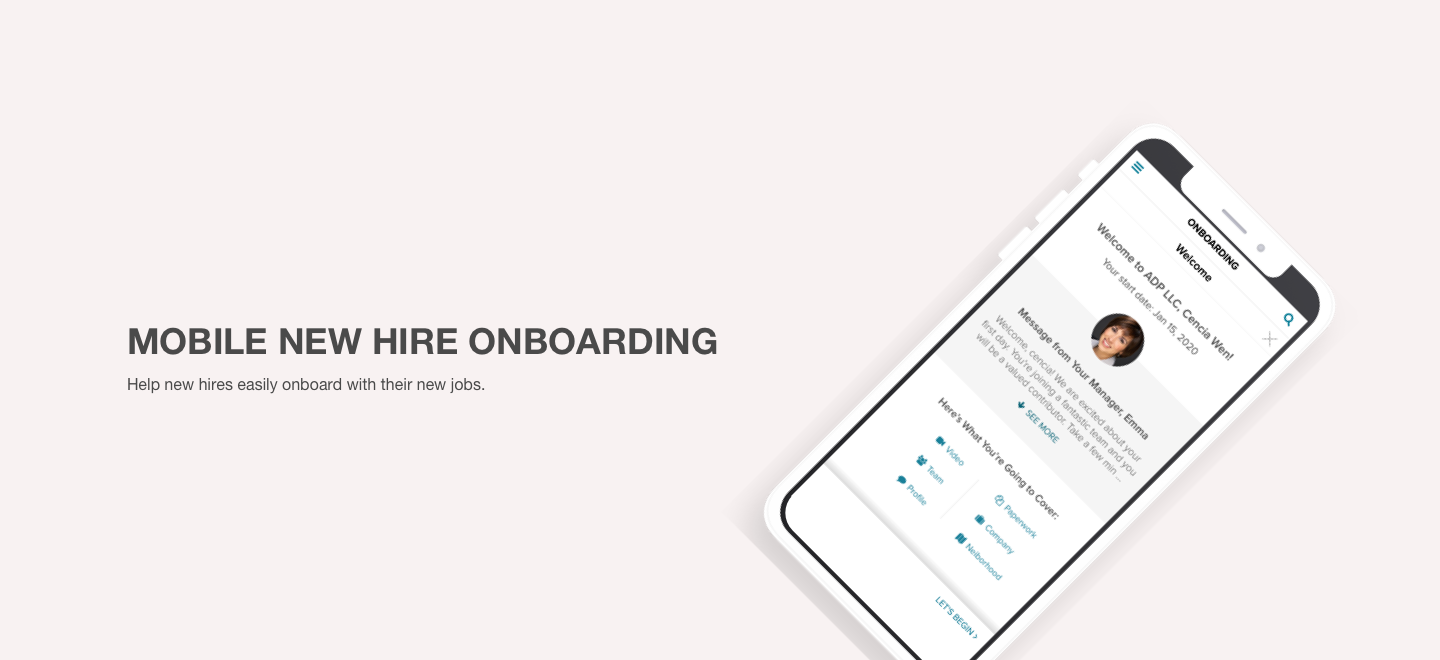 MOBILE NEW HIRE ONBOARDING
Help new hires easily onboard with their new jobs.
ONBOARDING
Welcome
Welcome to ADP LLC, Cencia Wen!
Your start date: Jan 15, 2020
Message from Your Manager, Emma
Welcome, cencia! We are excited about your
first day. You're joining a fantastic team and you
will be a valued contributor. Take a few min ...
SEE MORE
Here's What You're Going to Cover:
Video
Team
Profile
Paperwork
Company
Neiborhood
LET'S BEGIN >